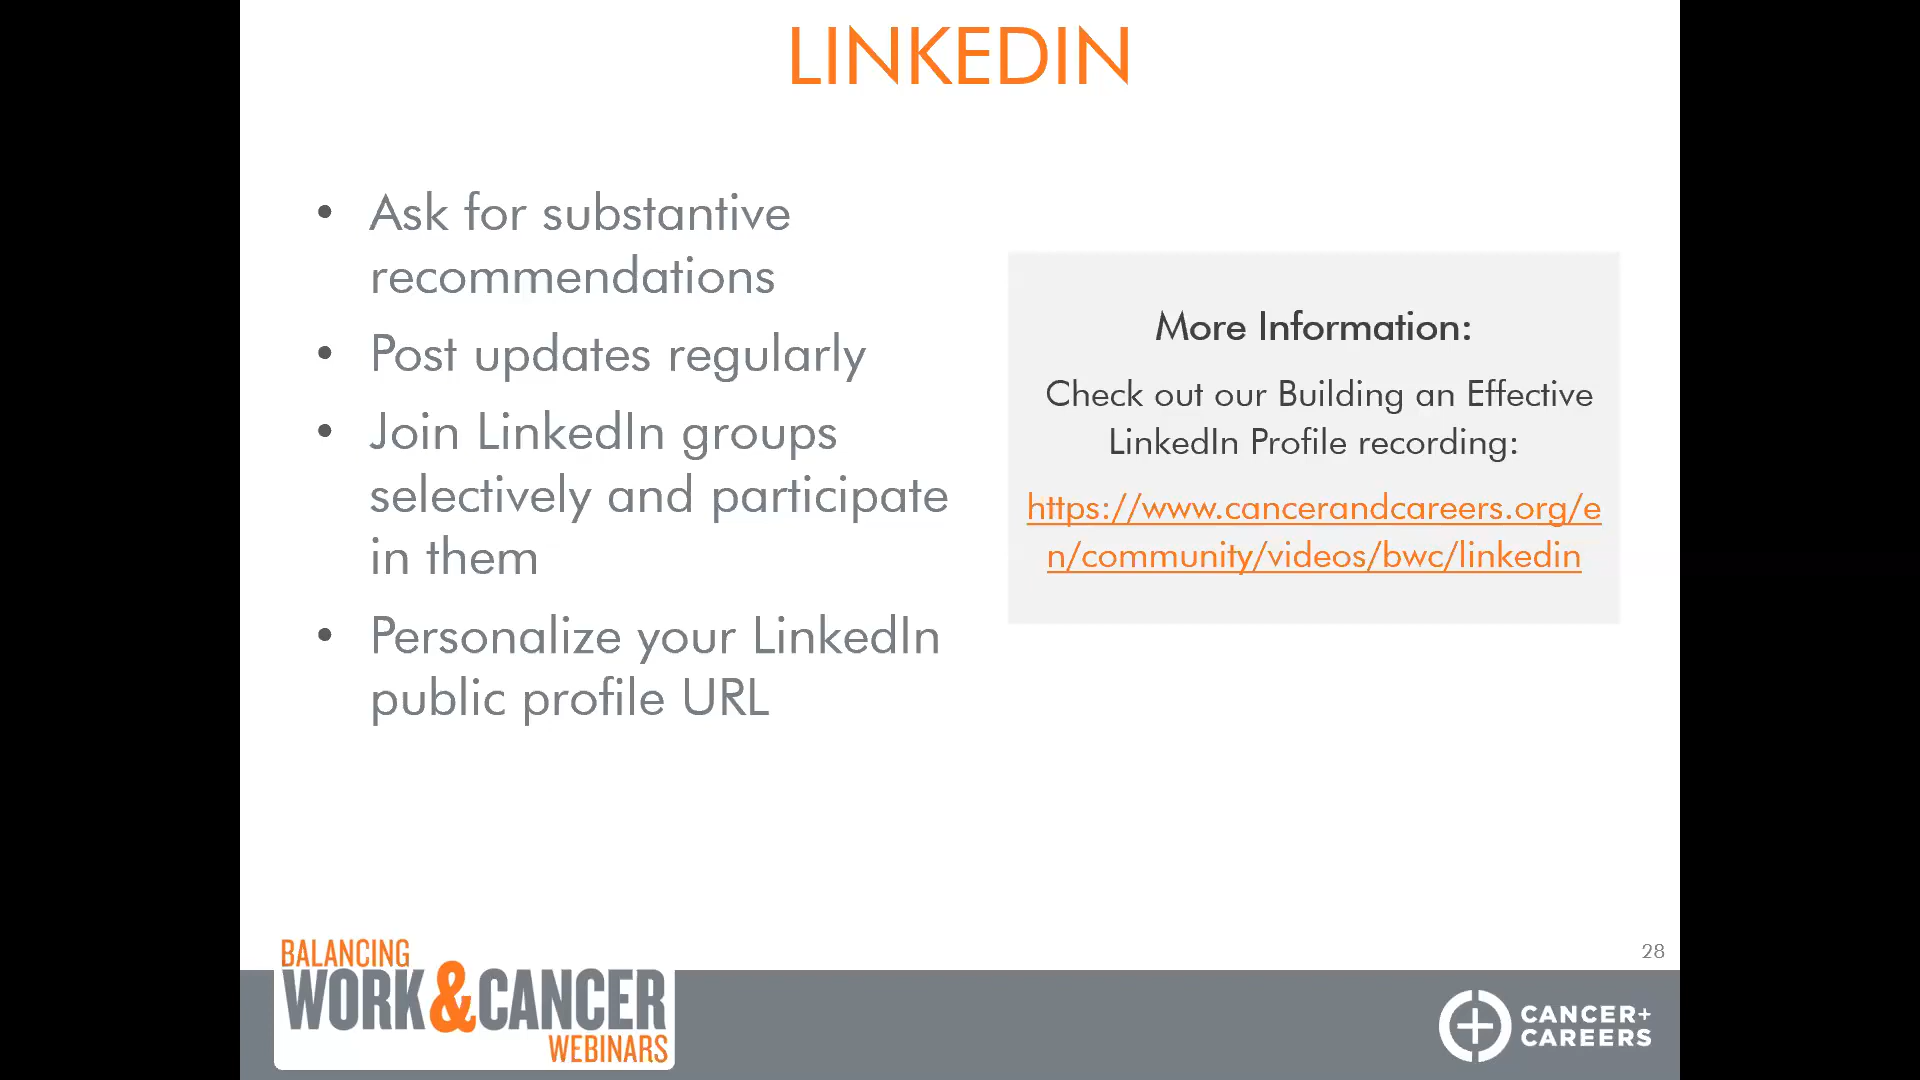 LINKEDIN
• Ask for substantive
recommendations
• Post updates regularly
• Join LinkedIn groups
selectively and participate
in them
• Personalize your LinkedIn
public profile URL
More Information:
Check out our Building an Effective
LinkedIn Profile recording:
https://www.cancerandcareers.org/e
n/community/videos/bwc/linkedin
28
BALANCING
WORK&CANCER
WEBINARS
CANCER+
CAREERS